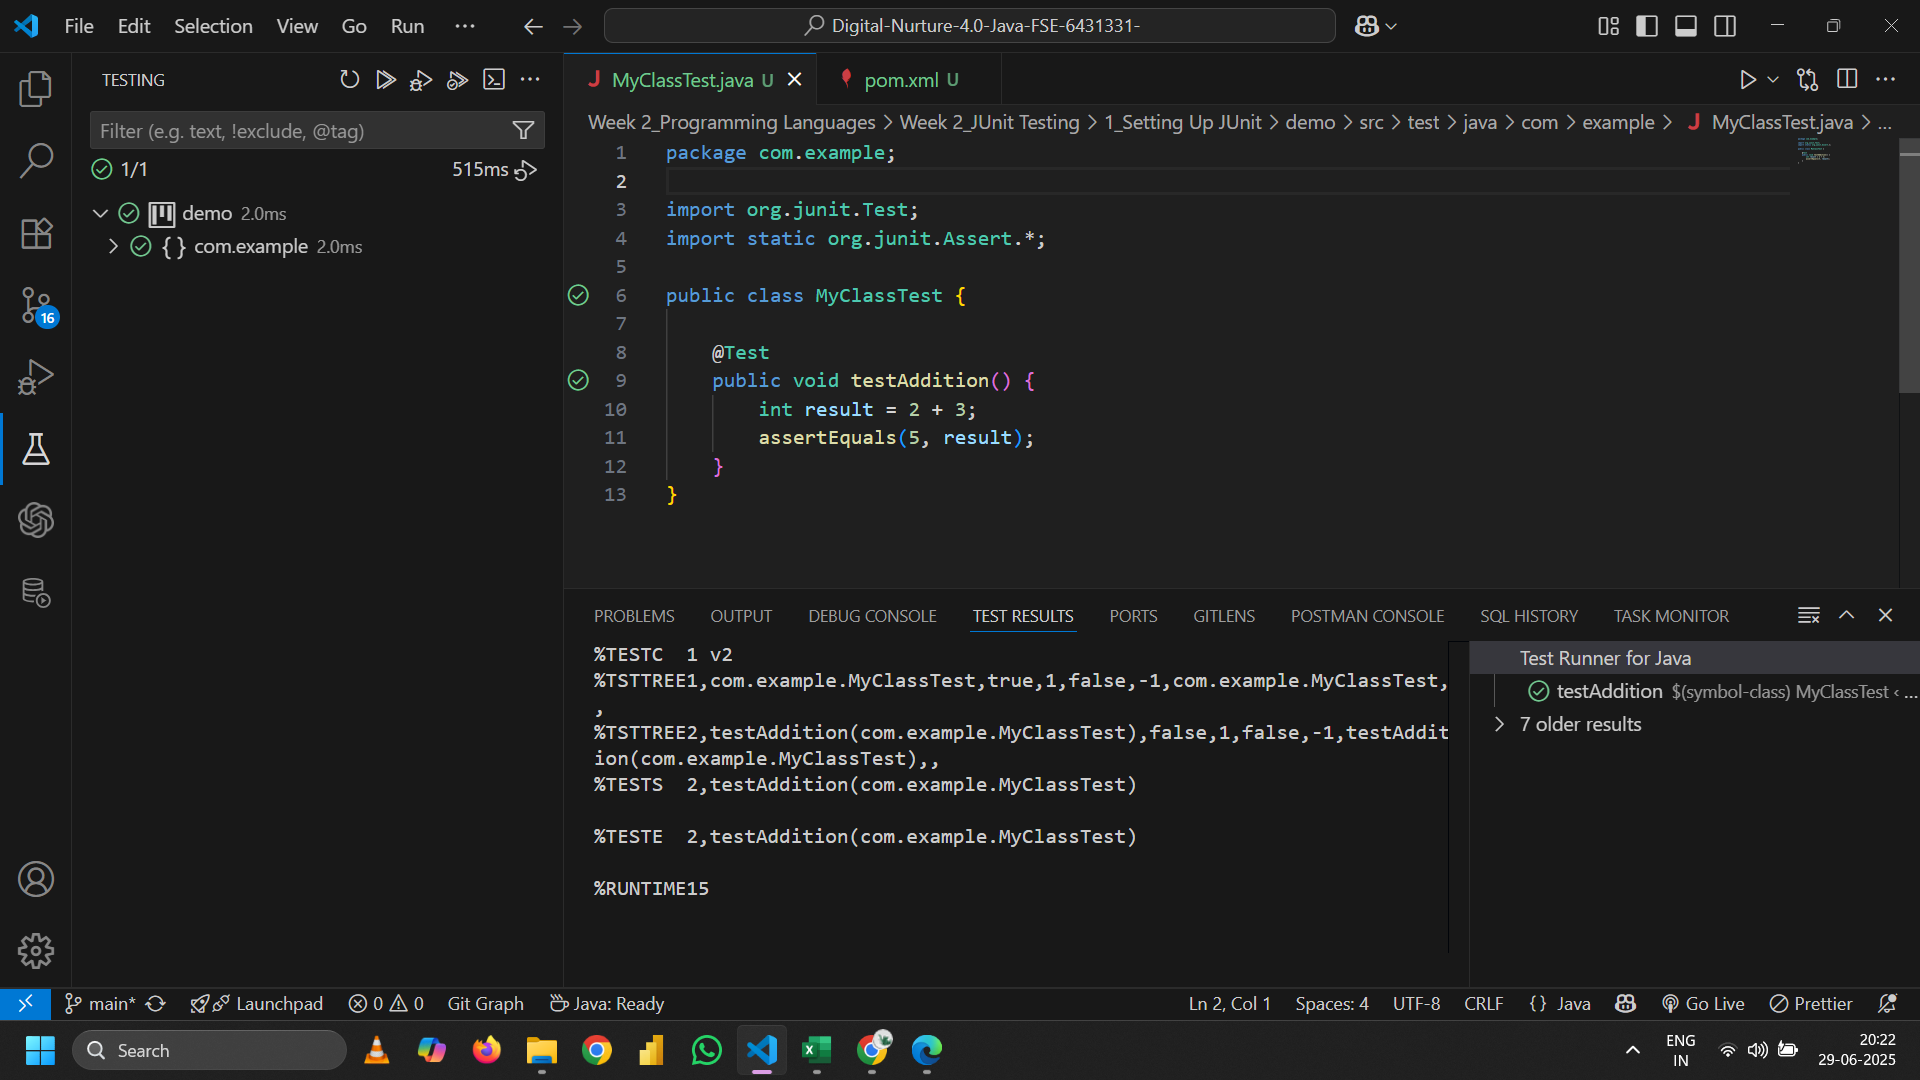 File Edit Selection View Go Run ···
Digital-Nurture-4.0-Java-FSE-6431331-
TESTING
Filter (e.g. text, !exclude, @tag)
1/1 515ms
demo 2.0ms
{ } com.example 2.0ms
16
J MyClassTest.java U
pom.xml U
Week 2_Programming Languages > Week 2_JUnit Testing > 1_Setting Up JUnit > demo > src > test > java > com > example > J MyClassTest.java > ...
1 package com.example;
2
3 import org.junit.Test;
4 import static org.junit.Assert.*;
5
6 public class MyClassTest {
7
8 @Test
9 public void testAddition() {
10 int result = 2 + 3;
11 assertEquals(5, result);
12 }
13 }
PROBLEMS OUTPUT DEBUG CONSOLE TEST RESULTS PORTS GITLENS POSTMAN CONSOLE SQL HISTORY TASK MONITOR
%TESTC  1 v2
%TSTTREE1,com.example.MyClassTest,true,1,false,-1,com.example.MyClassTest,
,
%TSTTREE2,testAddition(com.example.MyClassTest),false,1,false,-1,testAddit
ion(com.example.MyClassTest),,
%TESTS  2,testAddition(com.example.MyClassTest)
%TESTE  2,testAddition(com.example.MyClassTest)
%RUNTIME15
Test Runner for Java
testAddition $(symbol-class) MyClassTest ‹ ...
7 older results
main* Launchpad 0 0 Git Graph Java: Ready
Ln 2, Col 1 Spaces: 4 UTF-8 CRLF { } Java Go Live Prettier
Search
ENG
IN
20:22
29-06-2025